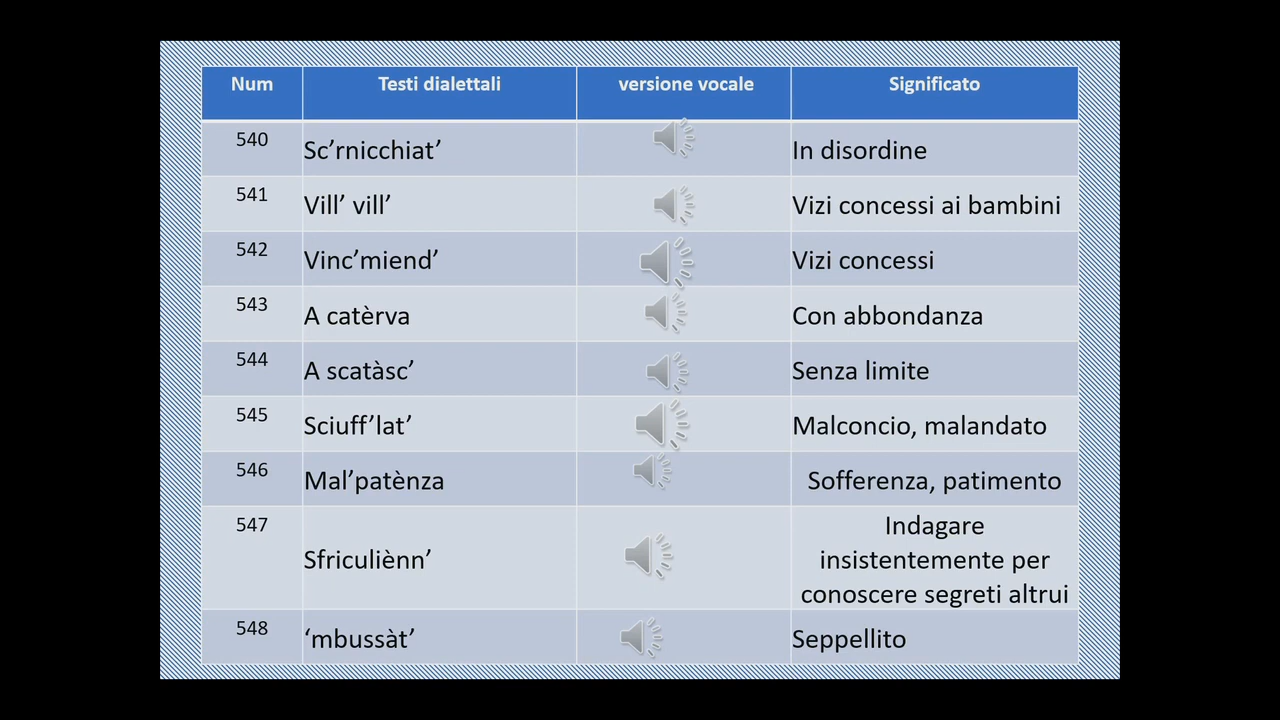 Num Testi dialettali versione vocale Significato
540 Sc’rnicchiat’ In disordine
541 Vill’ vill’ Vizi concessi ai bambini
542 Vinc’miend’ Vizi concessi
543 A catèrva Con abbondanza
544 A scatàsc’ Senza limite
545 Sciuff’lat’ Malconcio, malandato
546 Mal’patènza Sofferenza, patimento
547 Sfriculiènn’ Indagare
insistentemente per
conoscere segreti altrui
548 ‘mbussàt’ Seppellito